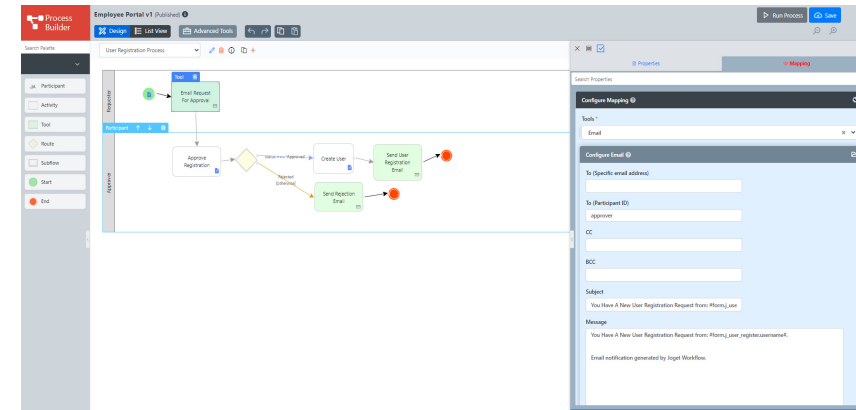 Process
Builder
Employee Portal v1 (Published)
Design
List View
Advanced Tools
Run Process
Save
Search Palette
Participant
Activity
Tool
Route
Subflow
Start
End
User Registration Process
Requester
Tool
Email Request
For Approval
Participant
Approver
Approve
Registration
status === 'Approved'
Rejected
(otherwise)
Create User
Send User
Registration
Email
Send Rejection
Email
Properties
Mapping
Search Properties
Configure Mapping
Tools *
Email
Configure Email
To (Specific email address)
To (Participant ID)
approver
CC
BCC
Subject
You Have A New User Registration Request from: #form.j_use
Message
You Have A New User Registration Request from: #form.j_user_register.username#.
Email notification generated by Joget Workflow.